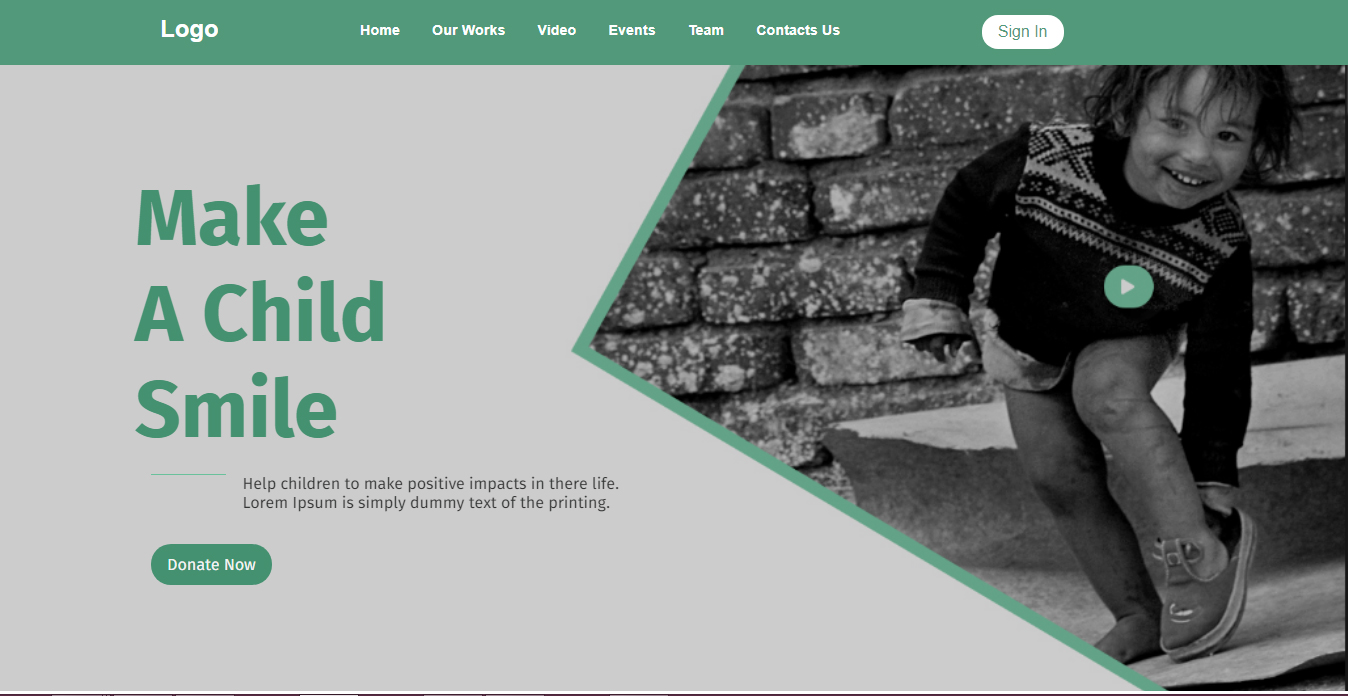 Logo
Home Our Works Video Events Team Contacts Us
Sign In
Make
A Child
Smile
Help children to make positive impacts in there life.
Lorem Ipsum is simply dummy text of the printing.
Donate Now